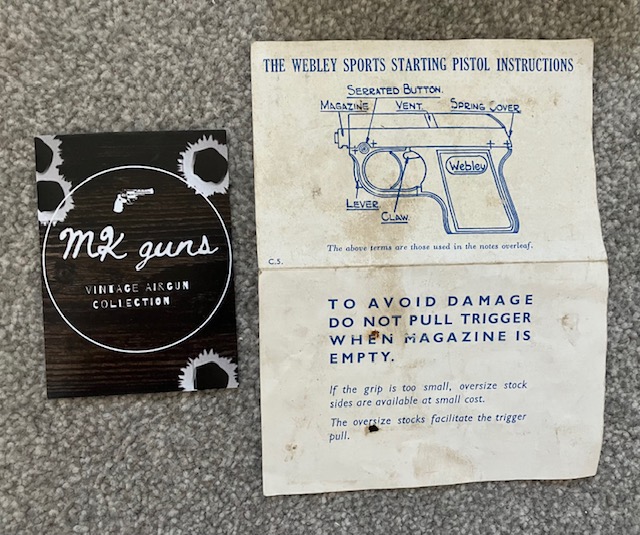 MK guns
VINTAGE AIRGUN
COLLECTION
THE WEBLEY SPORTS STARTING PISTOL INSTRUCTIONS
SERRATED BUTTON.
MAGAZINE VENT SPRING COVER
Webley
LEVER
CLAW.
The above terms are those used in the notes overleaf.
C.5.
TO AVOID DAMAGE
DO NOT PULL TRIGGER
WHEN MAGAZINE IS
EMPTY.
If the grip is too small, oversize stock
sides are available at small cost.
The oversize stocks facilitate the trigger
pull.